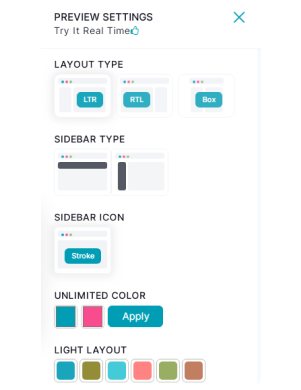 PREVIEW SETTINGS
Try It Real Time
LAYOUT TYPE
LTR RTL Box
SIDEBAR TYPE
SIDEBAR ICON
Stroke
UNLIMITED COLOR
Apply
LIGHT LAYOUT